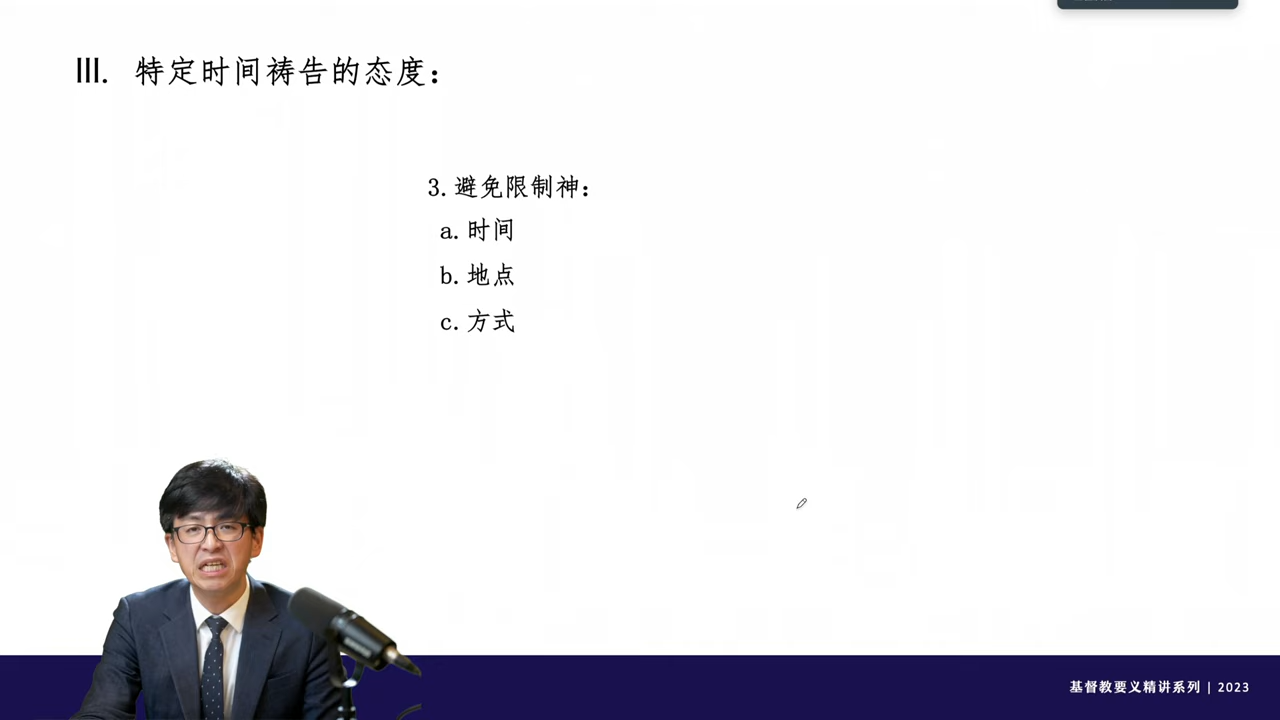 III. 特定时间祷告的态度：
3. 避免限制神：
a. 时间
b. 地点
c. 方式
基督教要义精讲系列 | 2023